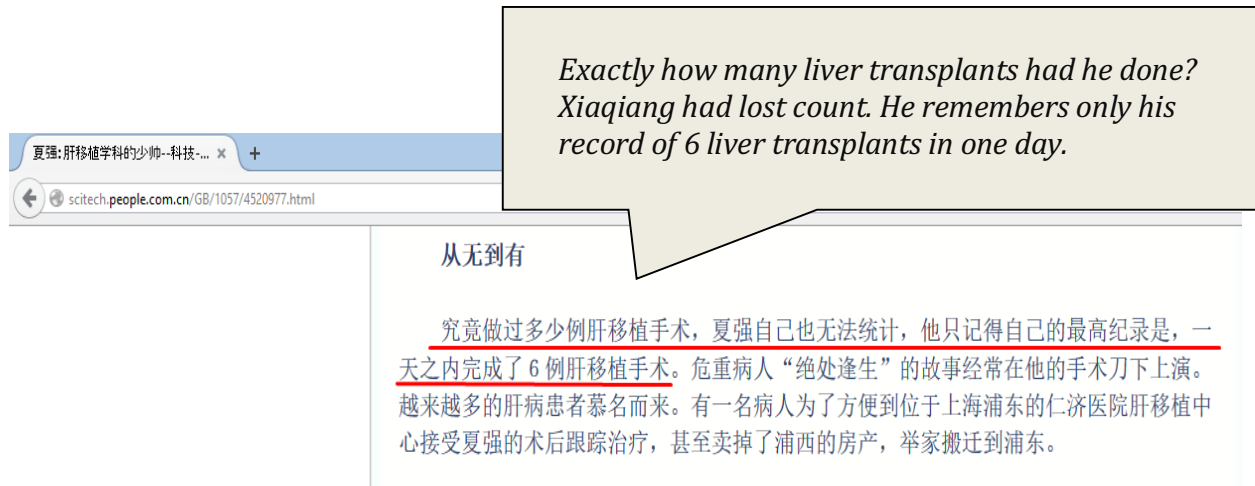 Exactly how many liver transplants had he done?
Xiaqiang had lost count. He remembers only his
record of 6 liver transplants in one day.
夏强:肝移植学科的少帅--科技-... × +
scitech.people.com.cn/GB/1057/4520977.html
从无到有
究竟做过多少例肝移植手术，夏强自己也无法统计，他只记得自己的最高纪录是，一
天之内完成了 6 例肝移植手术。危重病人“绝处逢生”的故事经常在他的手术刀下上演。
越来越多的肝病患者慕名而来。有一名病人为了方便到位于上海浦东的仁济医院肝移植中
心接受夏强的术后跟踪治疗，甚至卖掉了浦西的房产，举家搬迁到浦东。